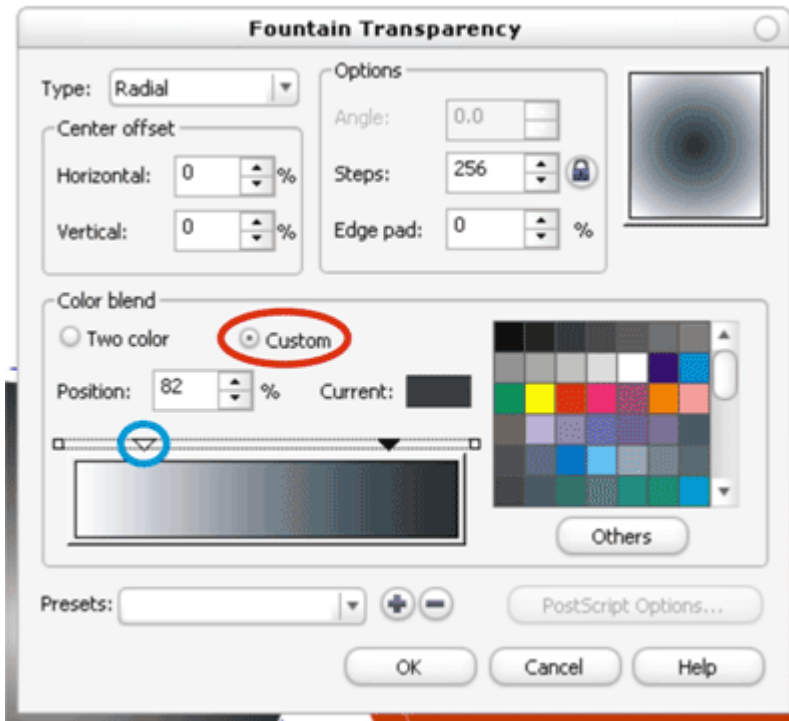 Fountain Transparency
Type: Radial
Center offset
Horizontal: 0 %
Vertical: 0 %
Options
Angle: 0.0
Steps: 256
Edge pad: 0 %
Color blend
Two color Custom
Position: 82 % Current:
Others
Presets: PostScript Options...
OK Cancel Help